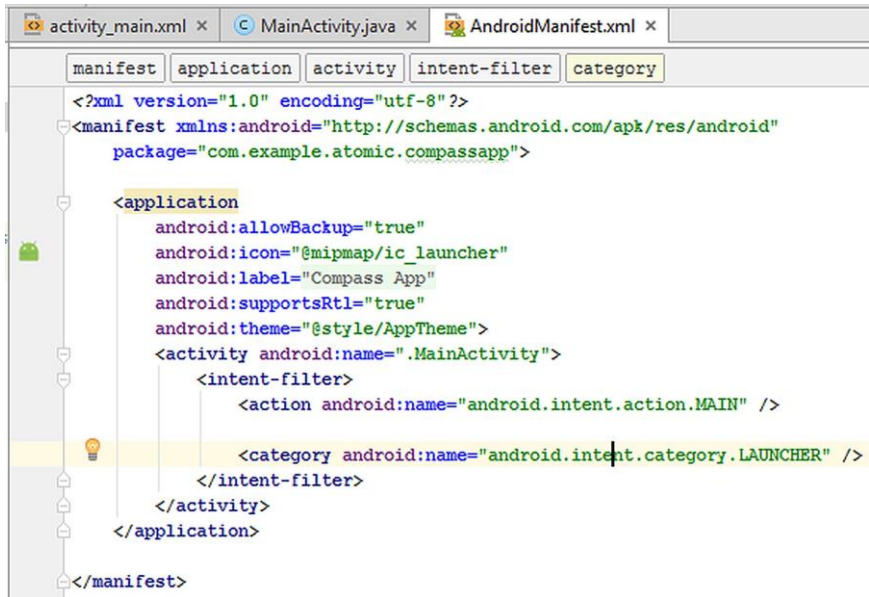 activity_main.xml × MainActivity.java × AndroidManifest.xml ×
manifest application activity intent-filter category
<?xml version="1.0" encoding="utf-8"?>
<manifest xmlns:android="http://schemas.android.com/apk/res/android"
    package="com.example.atomic.compassapp">
    <application
        android:allowBackup="true"
        android:icon="@mipmap/ic_launcher"
        android:label="Compass App"
        android:supportsRtl="true"
        android:theme="@style/AppTheme">
        <activity android:name=".MainActivity">
            <intent-filter>
                <action android:name="android.intent.action.MAIN" />
                <category android:name="android.intent.category.LAUNCHER" />
            </intent-filter>
        </activity>
    </application>
</manifest>